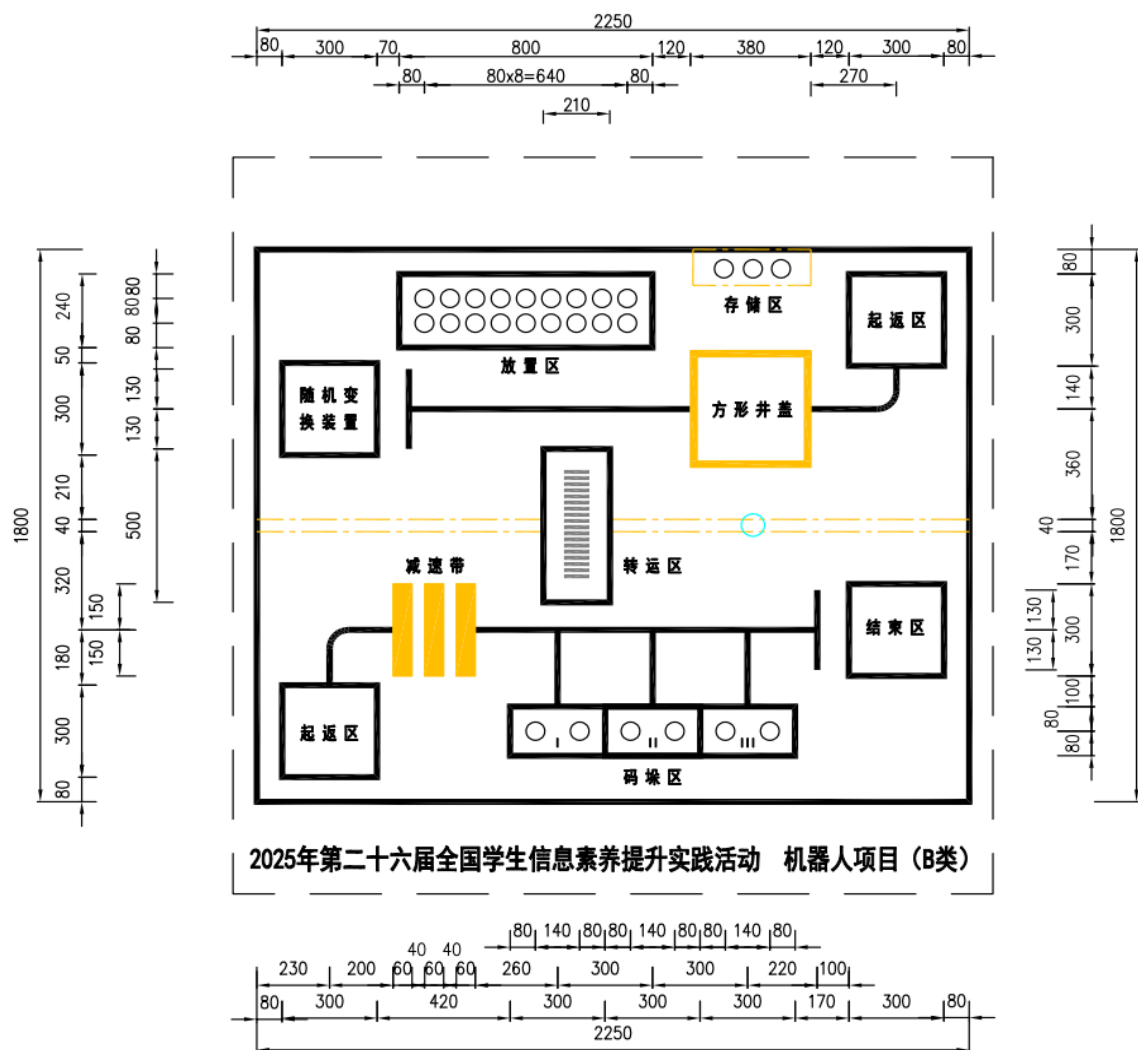 2250
80 300 70 800 120 380 120 300 80
80 80x8=640 80 270
210
1800
240
50
300
210
40
320
180
300
80
80
80
80
130
130
500
150
150
存储区
起返区
放置区
随机变
换装置
方形井盖
减速带
转运区
结束区
起返区
I II III
码垛区
80
300
140
360
40
170
300
100
80
80
130
130
1800
2025年第二十六届全国学生信息素养提升实践活动 机器人项目（B类）
80 140 80 80 140 80 80 140 80
40 40
230 200 60 60 60 260 300 300 220 100
80 300 420 300 300 300 170 300 80
2250